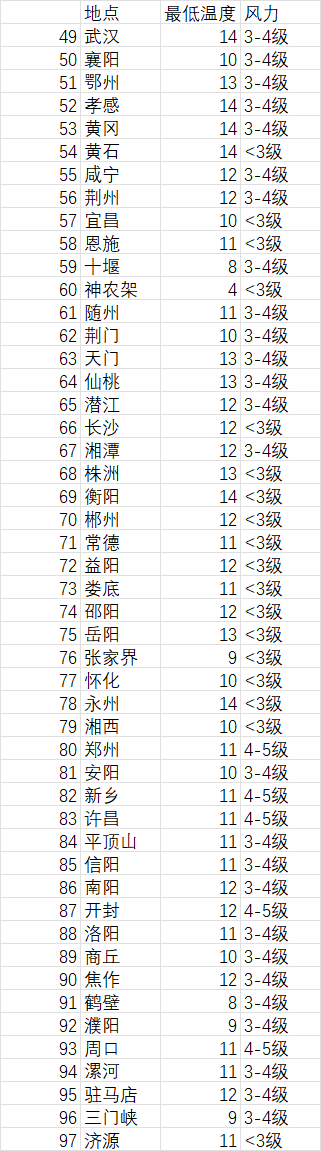 地点 最低温度 风力
49 武汉 14 3-4级
50 襄阳 10 3-4级
51 鄂州 13 3-4级
52 孝感 14 3-4级
53 黄冈 14 3-4级
54 黄石 14 <3级
55 咸宁 12 3-4级
56 荆州 12 3-4级
57 宜昌 10 <3级
58 恩施 11 <3级
59 十堰 8 3-4级
60 神农架 4 <3级
61 随州 11 3-4级
62 荆门 10 3-4级
63 天门 13 3-4级
64 仙桃 13 3-4级
65 潜江 12 3-4级
66 长沙 12 <3级
67 湘潭 12 3-4级
68 株洲 13 <3级
69 衡阳 14 <3级
70 郴州 12 <3级
71 常德 11 <3级
72 益阳 12 <3级
73 娄底 11 <3级
74 邵阳 12 <3级
75 岳阳 13 <3级
76 张家界 9 <3级
77 怀化 10 <3级
78 永州 14 <3级
79 湘西 10 <3级
80 郑州 11 4-5级
81 安阳 10 3-4级
82 新乡 11 4-5级
83 许昌 11 4-5级
84 平顶山 11 3-4级
85 信阳 11 3-4级
86 南阳 12 3-4级
87 开封 12 4-5级
88 洛阳 11 3-4级
89 商丘 10 3-4级
90 焦作 12 3-4级
91 鹤壁 8 3-4级
92 濮阳 9 3-4级
93 周口 11 4-5级
94 漯河 11 3-4级
95 驻马店 12 3-4级
96 三门峡 9 3-4级
97 济源 11 <3级